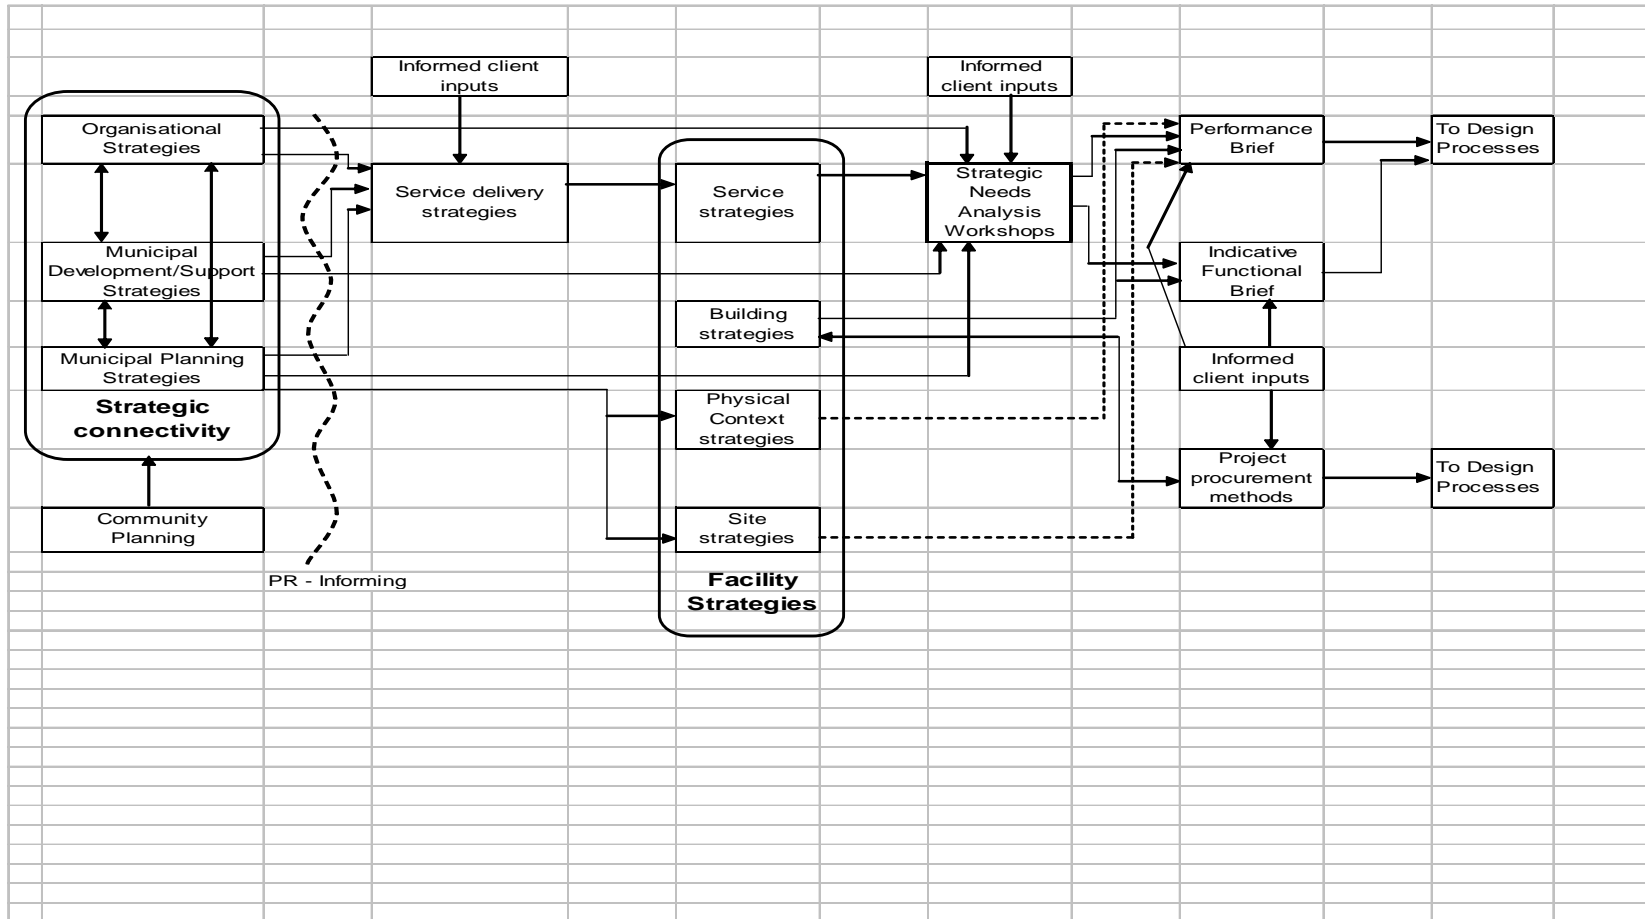 Informed client
inputs
Informed
client inputs
Organisational
Strategies
Performance
Brief
To Design
Processes
Service delivery
strategies
Service
strategies
Strategic
Needs
Analysis
Workshops
Municipal
Development/Support
Strategies
Indicative
Functional
Brief
Building
strategies
Municipal Planning
Strategies
Informed
client inputs
Strategic
connectivity
Physical
Context
strategies
Project
procurement
methods
To Design
Processes
Community
Planning
Site
strategies
PR - Informing
Facility
Strategies